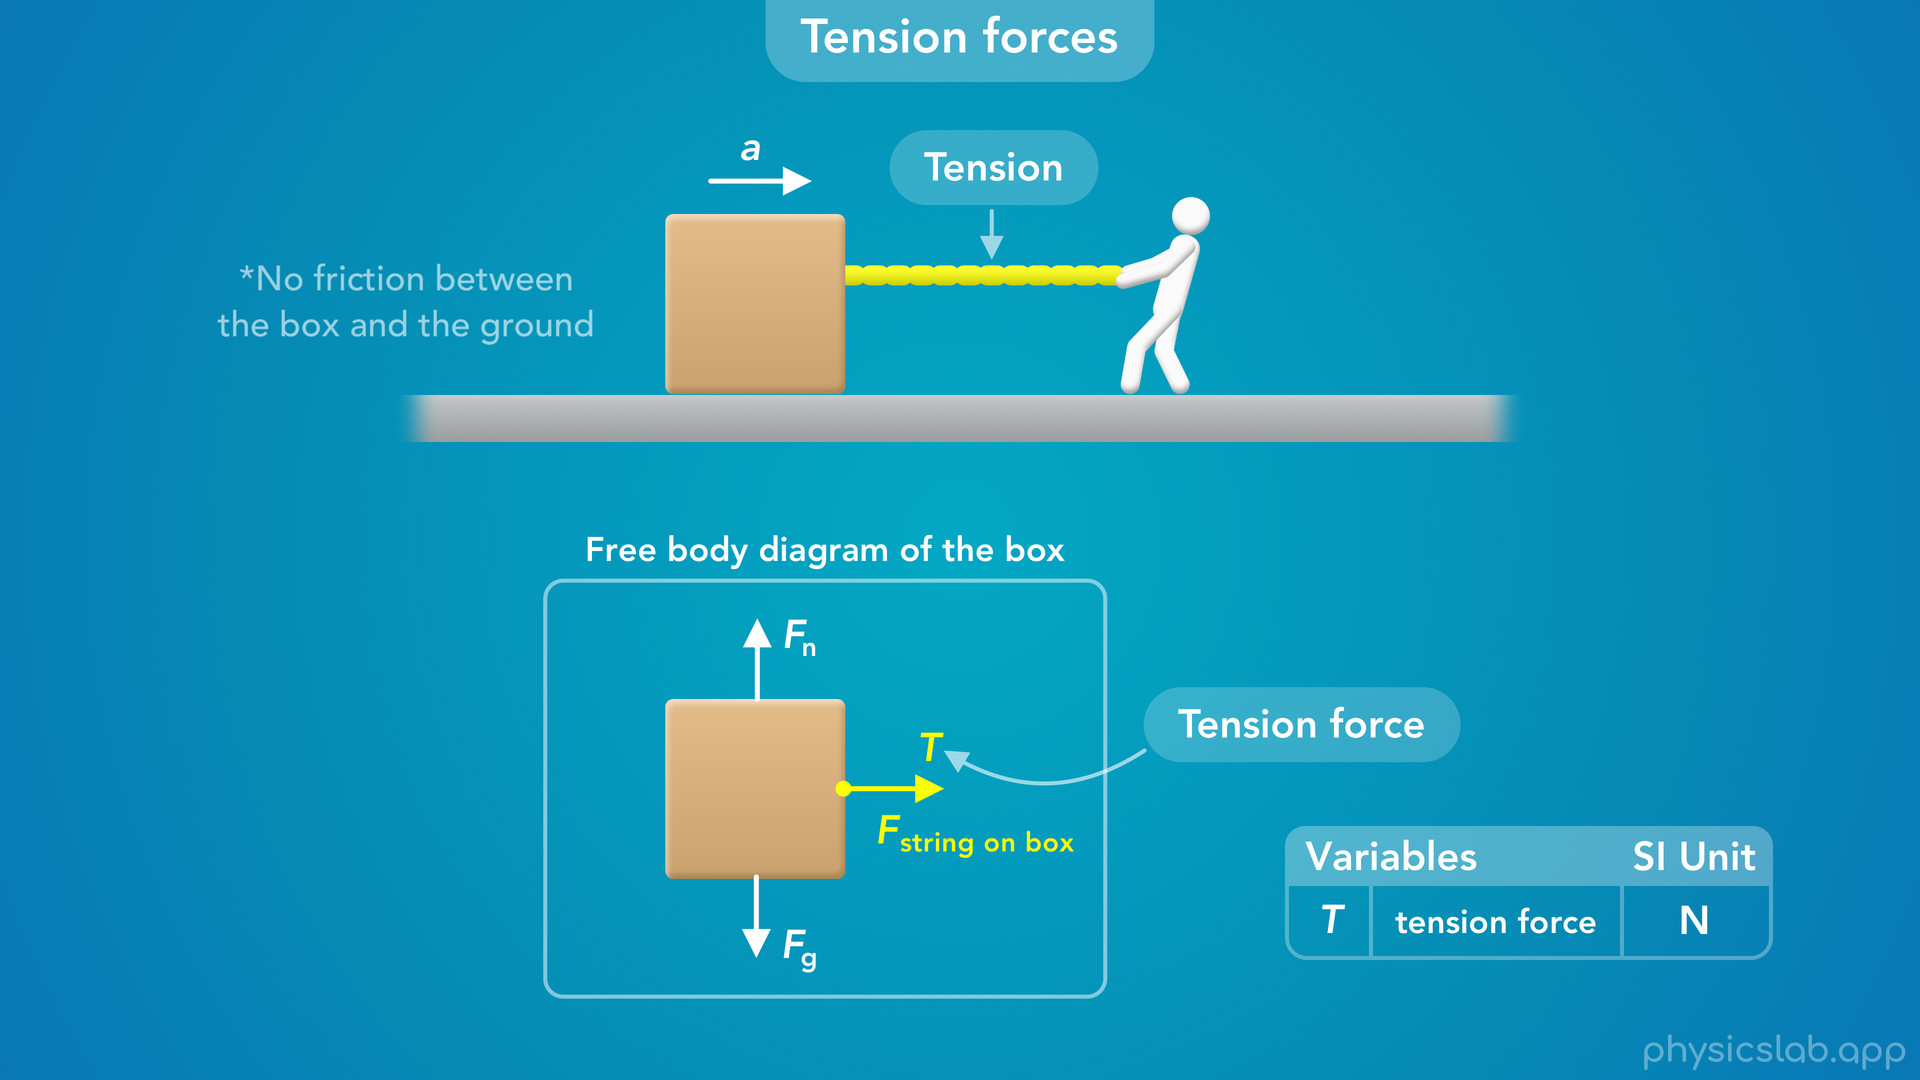 Tension forces
a
Tension
*No friction between
the box and the ground
Free body diagram of the box
Fn
T
Tension force
Fstring on box
Fg
Variables SI Unit
T tension force N
physicslab.app